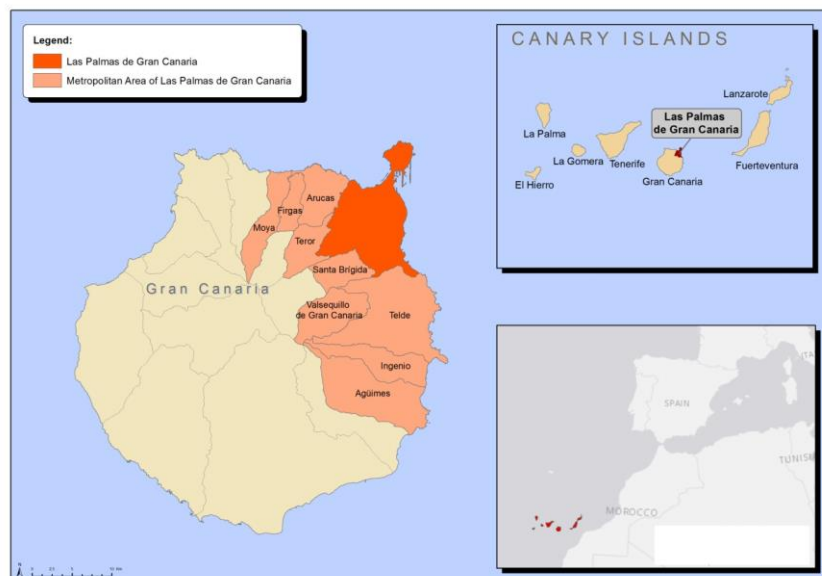 Legend:
Las Palmas de Gran Canaria
Metropolitan Area of Las Palmas de Gran Canaria
Arucas
Firgas
Moya
Teror
Santa Brígida
Gran Canaria
Valsequillo
de Gran Canaria
Telde
Ingenio
Agüimes
CANARY ISLANDS
Lanzarote
La Palma
Las Palmas
de Gran Canaria
La Gomera
Tenerife
Fuerteventura
El Hierro
Gran Canaria
ITA
SPAIN
TUNISI
MOROCCO
N